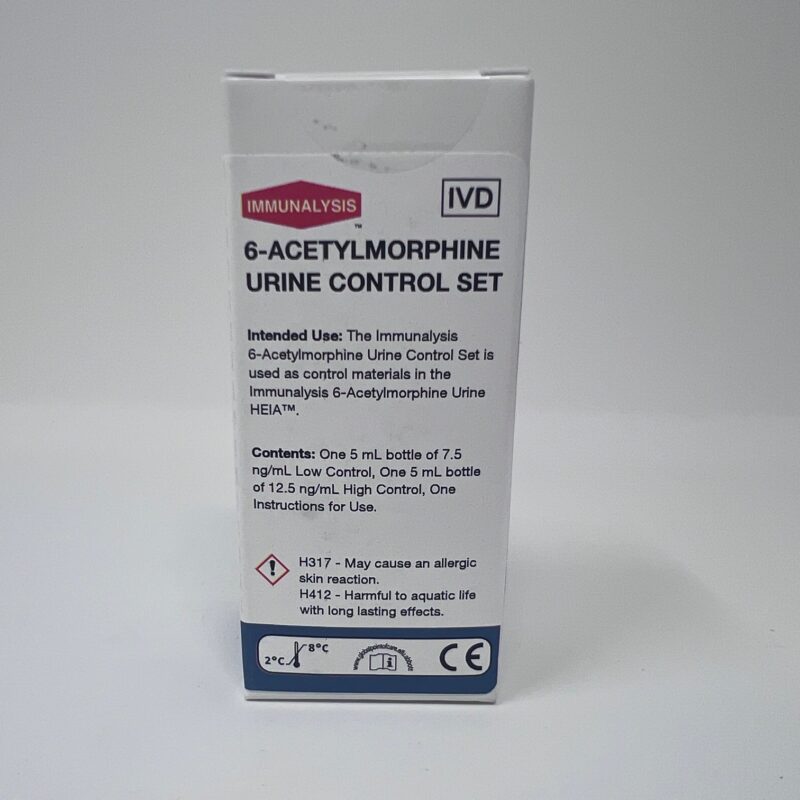 IMMUNALYSIS
™
IVD
6-ACETYLMORPHINE
URINE CONTROL SET
Intended Use: The Immunalysis
6-Acetylmorphine Urine Control Set is
used as control materials in the
Immunalysis 6-Acetylmorphine Urine
HEIA™.
Contents: One 5 mL bottle of 7.5
ng/mL Low Control, One 5 mL bottle
of 12.5 ng/mL High Control, One
Instructions for Use.
H317 - May cause an allergic
skin reaction.
H412 - Harmful to aquatic life
with long lasting effects.
2°C
8°C
i
CE